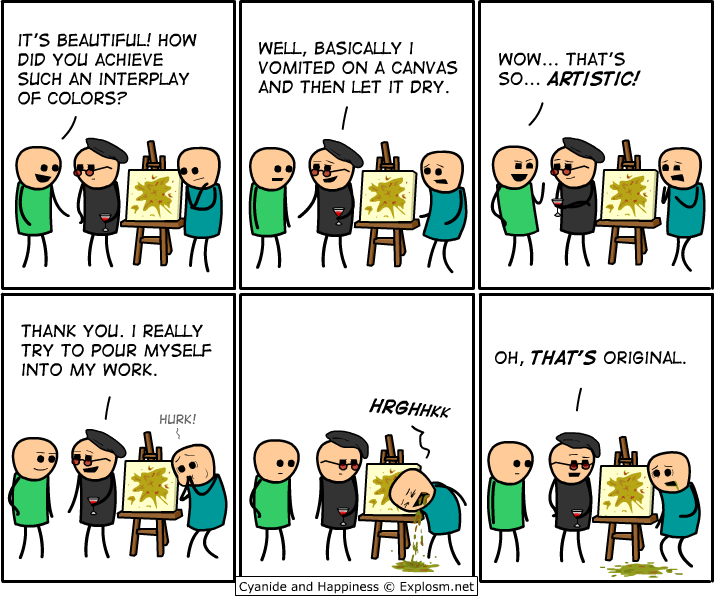 IT'S BEAUTIFUL! HOW
DID YOU ACHIEVE
SUCH AN INTERPLAY
OF COLORS?
WELL, BASICALLY I
VOMITED ON A CANVAS
AND THEN LET IT DRY.
WOW... THAT'S
SO... ARTISTIC!
THANK YOU. I REALLY
TRY TO POUR MYSELF
INTO MY WORK.
HURK!
HRGHHKK
OH, THAT'S ORIGINAL.
Cyanide and Happiness © Explosm.net